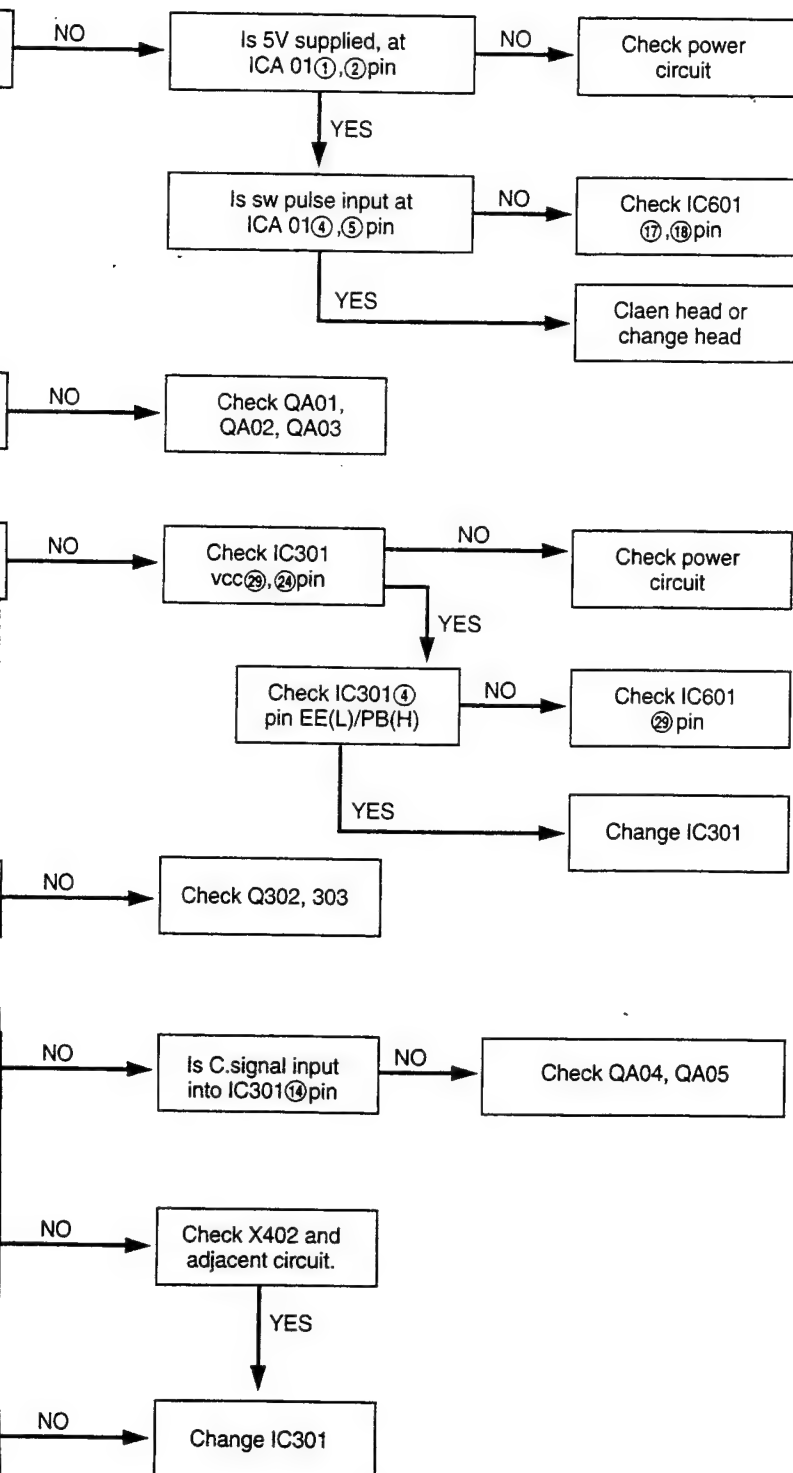 NO
Is 5V supplied, at
ICA 01①,②pin
NO
Check power
circuit
YES
Is sw pulse input at
ICA 01④,⑤pin
NO
Check IC601
⑰,⑱pin
YES
Claen head or
change head
NO
Check QA01,
QA02, QA03
NO
Check IC301
vcc㉙,㉔pin
NO
Check power
circuit
YES
Check IC301④
pin EE(L)/PB(H)
NO
Check IC601
㉙pin
YES
Change IC301
NO
Check Q302, 303
NO
Is C.signal input
into IC301⑭pin
NO
Check QA04, QA05
NO
Check X402 and
adjacent circuit.
YES
NO
Change IC301